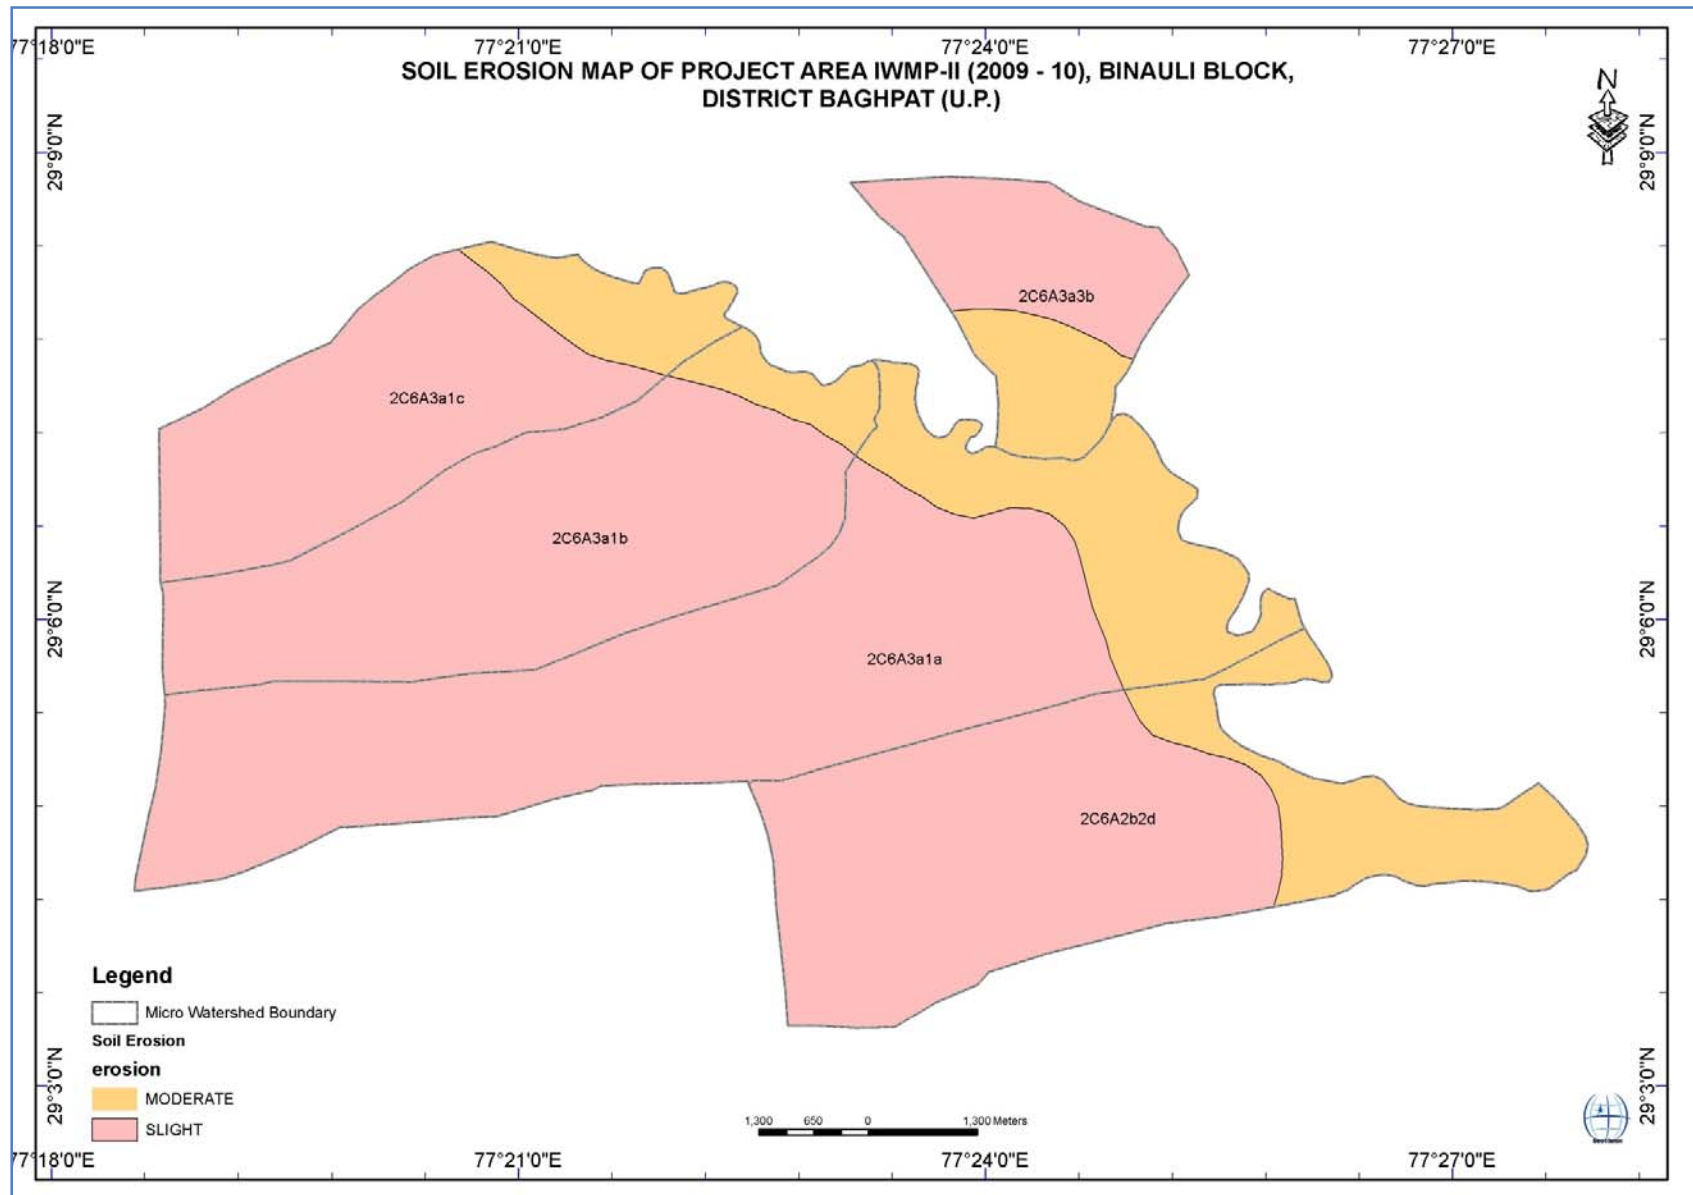 77°18'0"E 77°21'0"E 77°24'0"E 77°27'0"E
SOIL EROSION MAP OF PROJECT AREA IWMP-II (2009 - 10), BINAULI BLOCK,
DISTRICT BAGHPAT (U.P.)
N
29°9'0"N 29°9'0"N
2C6A3a3b
2C6A3a1c
2C6A3a1b
29°6'0"N 29°6'0"N
2C6A3a1a
2C6A2b2d
Legend
Micro Watershed Boundary
Soil Erosion
erosion
MODERATE
SLIGHT
29°3'0"N 29°3'0"N
1,300 650 0 1,300 Meters
77°18'0"E 77°21'0"E 77°24'0"E 77°27'0"E